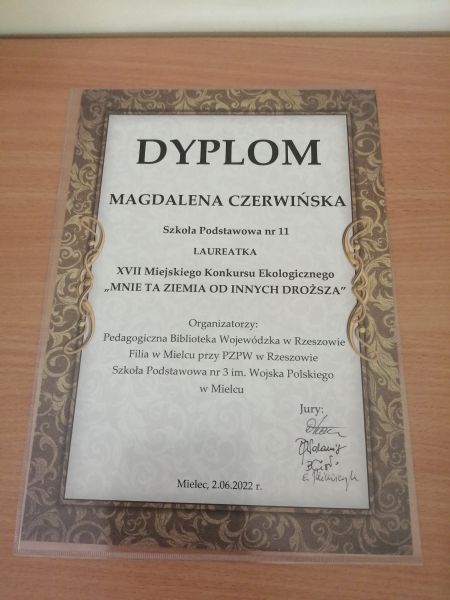 DYPLOM
MAGDALENA CZERWIŃSKA
Szkoła Podstawowa nr 11
LAUREATKA
XVII Miejskiego Konkursu Ekologicznego
„MNIE TA ZIEMIA OD INNYCH DROŻSZA”
Organizatorzy:
Pedagogiczna Biblioteka Wojewódzka w Rzeszowie
Filia w Mielcu przy PZPW w Rzeszowie
Szkoła Podstawowa nr 3 im. Wojska Polskiego
w Mielcu
Jury:
Mielec, 2.06.2022 r.